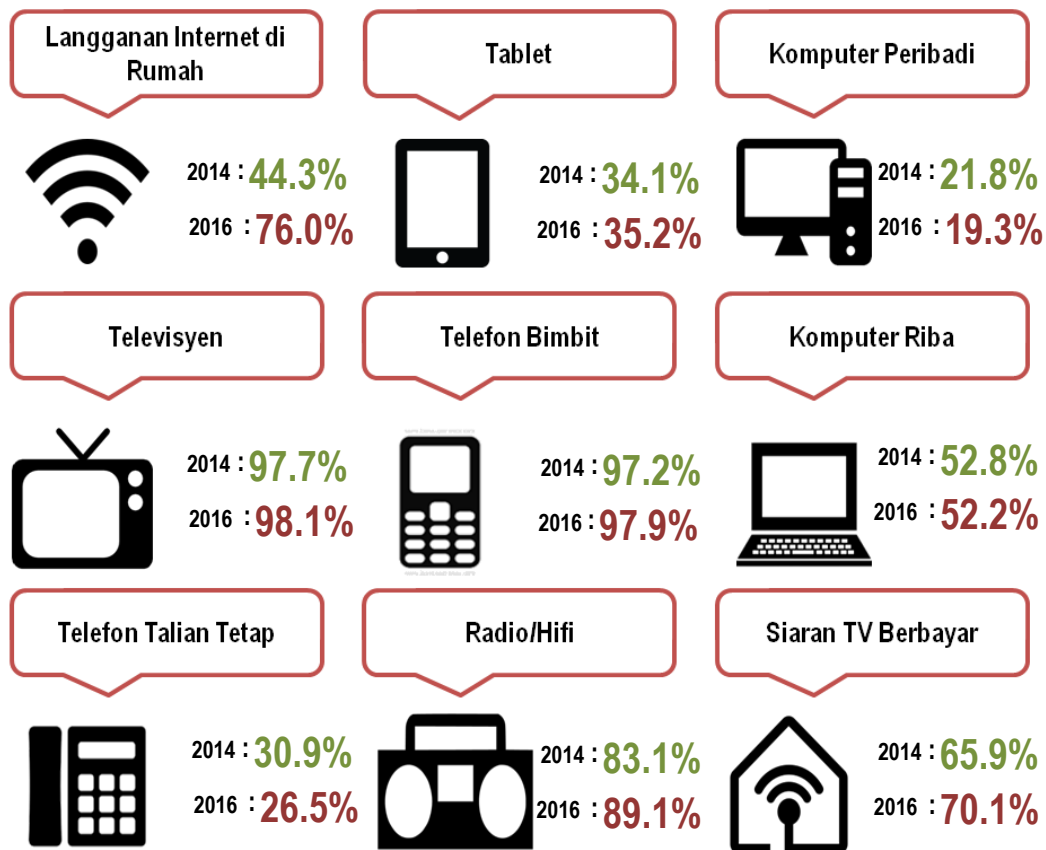 Langganan Internet di
Rumah
Tablet
Komputer Peribadi
2014 : 44.3%
2016 : 76.0%
2014 : 34.1%
2016 : 35.2%
2014 : 21.8%
2016 : 19.3%
Televisyen
Telefon Bimbit
Komputer Riba
2014 : 97.7%
2016 : 98.1%
2014 : 97.2%
2016 : 97.9%
2014 : 52.8%
2016 : 52.2%
Telefon Talian Tetap
Radio/Hifi
Siaran TV Berbayar
2014 : 30.9%
2016 : 26.5%
2014 : 83.1%
2016 : 89.1%
2014 : 65.9%
2016 : 70.1%